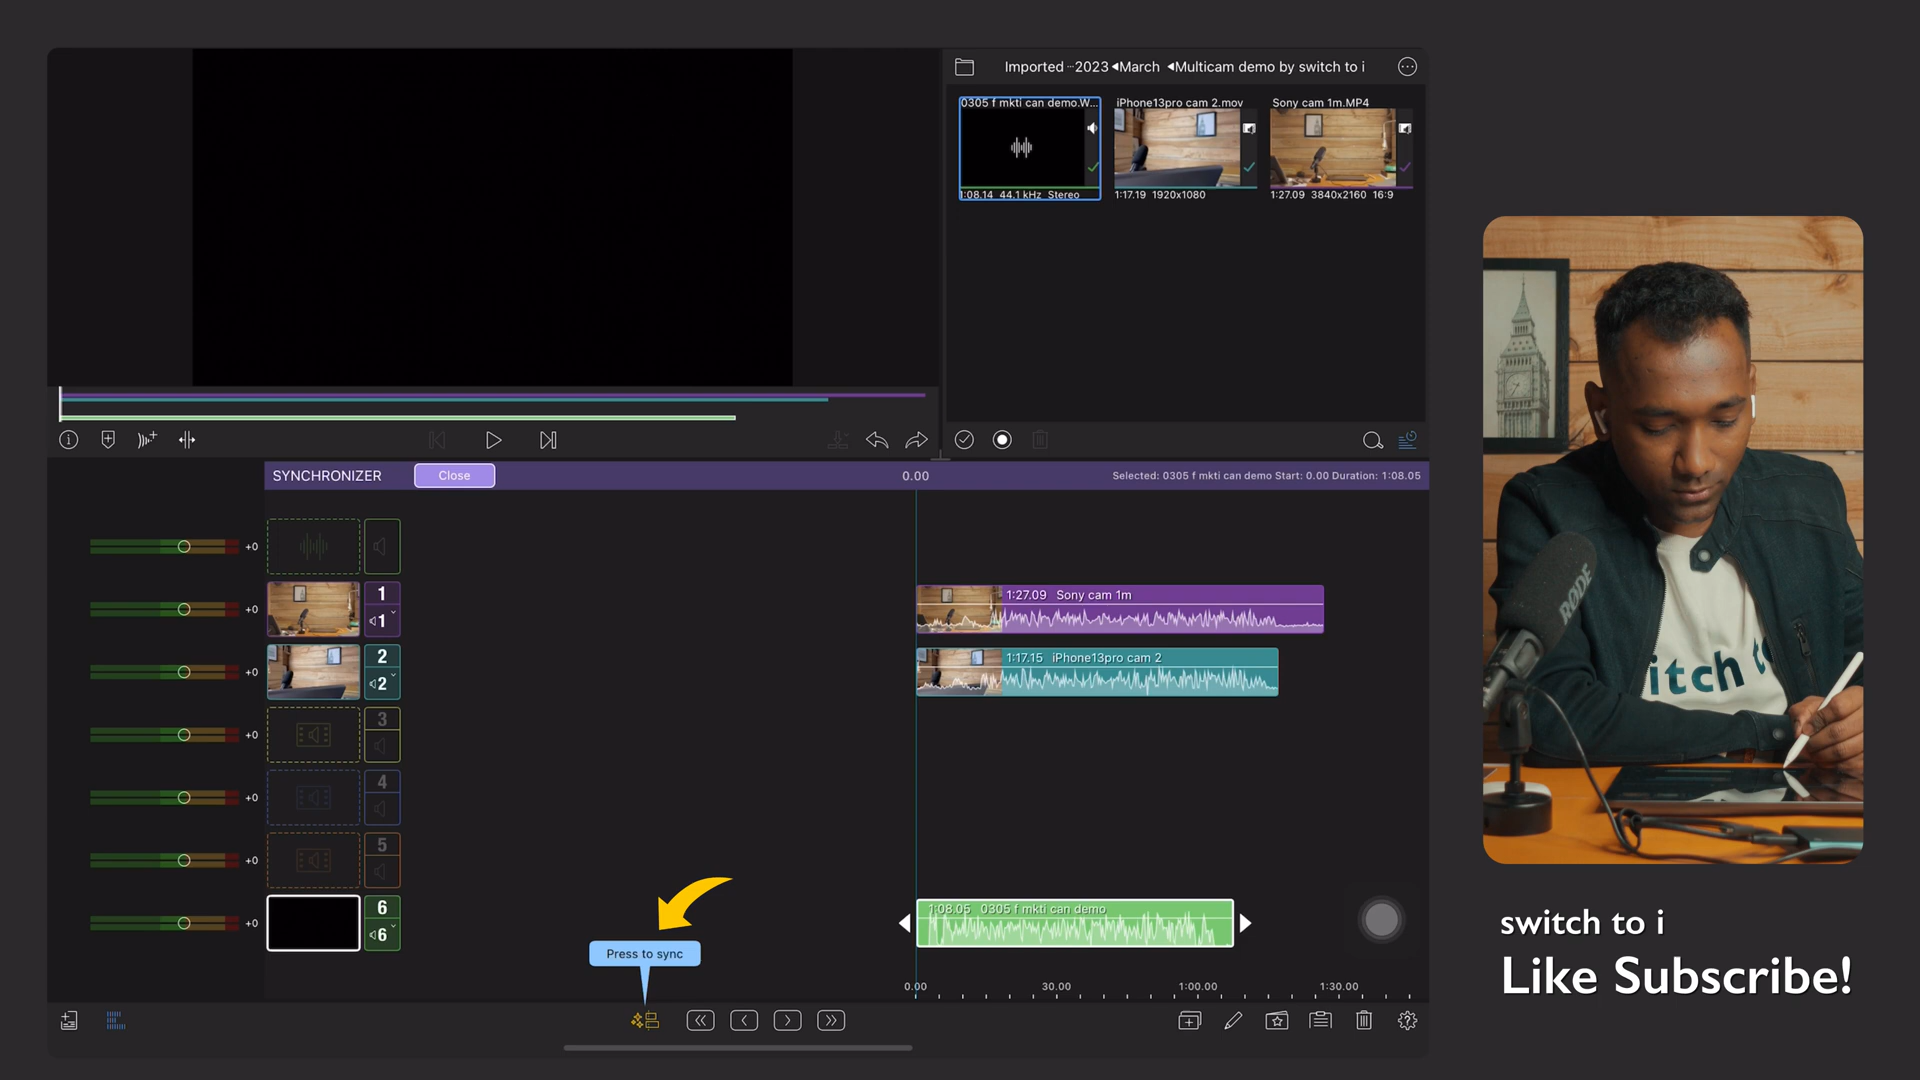 Imported ··2023 ◂March ◂Multicam demo by switch to i
0305 f mkti can demo.W...
iPhone13pro cam 2.mov
Sony cam 1m.MP4
1:08.14 44.1 kHz Stereo
1:17.19 1920x1080
1:27.09 3840x2160 16:9
SYNCHRONIZER
Close
0.00
Selected: 0305 f mkti can demo Start: 0.00 Duration: 1:08.05
+0
+0
1
1
1:27.09 Sony cam 1m
+0
2
2
1:17.15 iPhone13pro cam 2
+0
3
+0
4
+0
5
+0
6
6
1:08.05 0305 f mkti can demo
Press to sync
0.00
30.00
1:00.00
1:30.00
RØDE
itch t
switch to i
Like Subscribe!